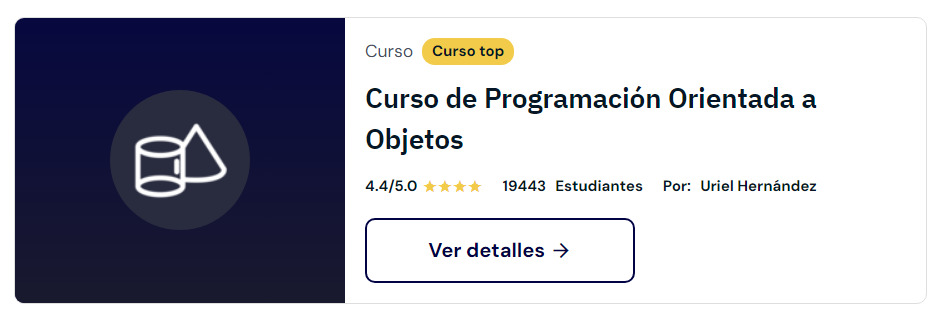 Curso Curso top
Curso de Programación Orientada a
Objetos
4.4/5.0 19443 Estudiantes Por: Uriel Hernández
Ver detalles →